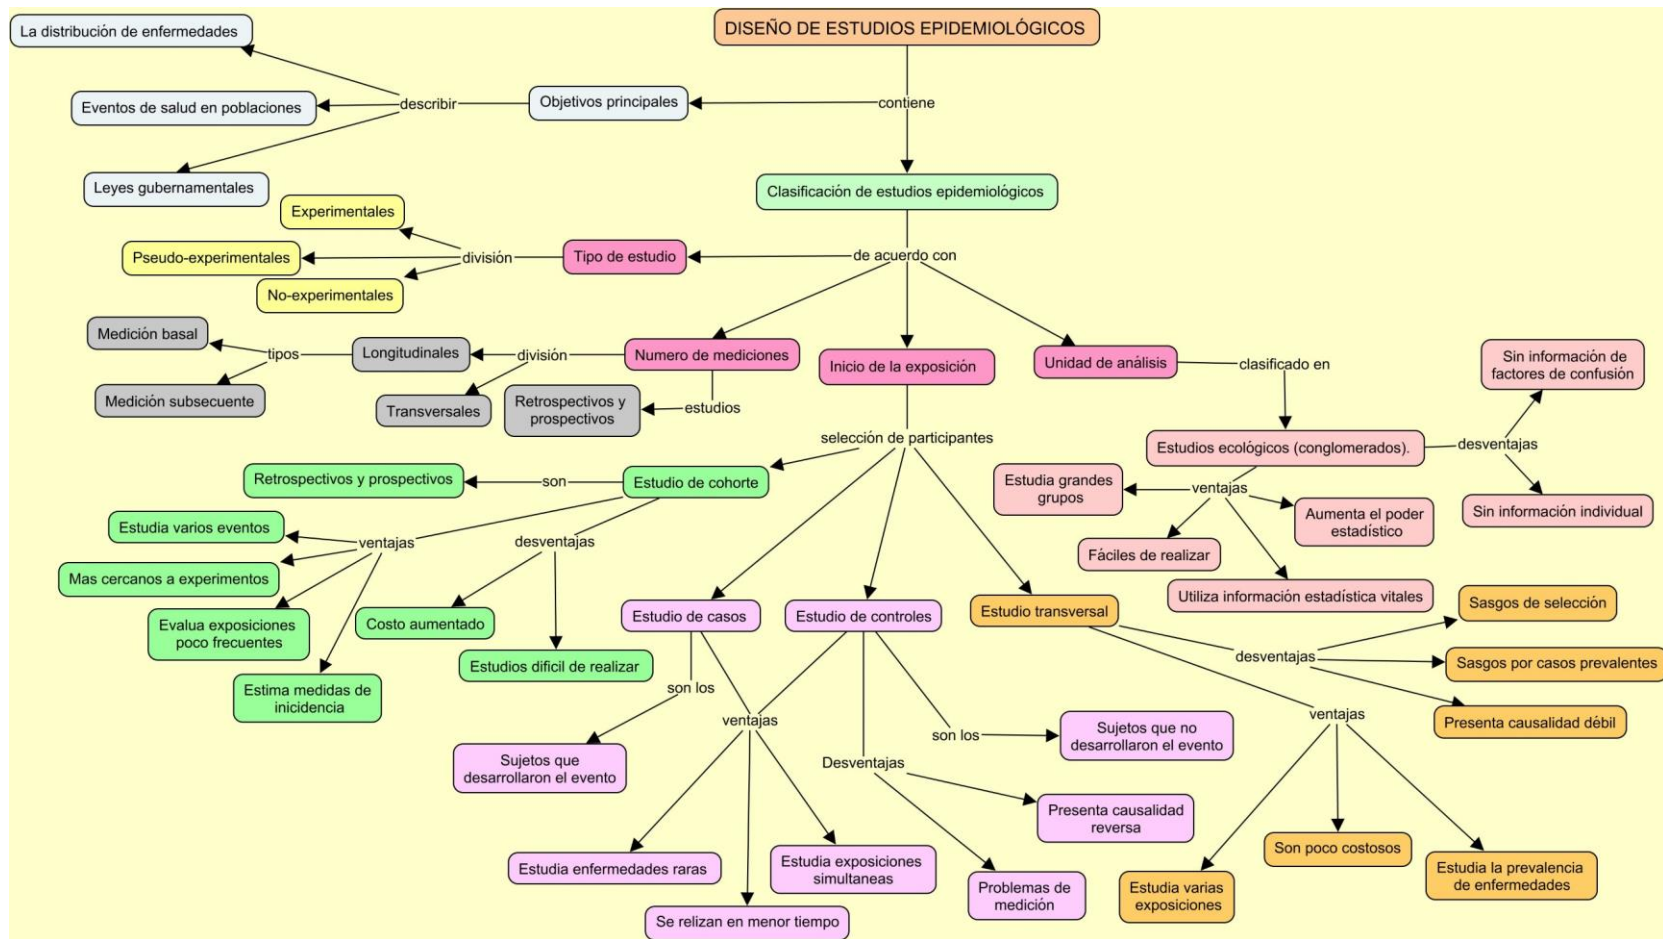 DISEÑO DE ESTUDIOS EPIDEMIOLÓGICOS
La distribución de enfermedades
Eventos de salud en poblaciones
describir
Objetivos principales
contiene
Leyes gubernamentales
Clasificación de estudios epidemiológicos
Experimentales
Pseudo-experimentales
división
Tipo de estudio
de acuerdo con
No-experimentales
Medición basal
tipos
Longitudinales
división
Numero de mediciones
Medición subsecuente
Transversales
Retrospectivos y
prospectivos
estudios
Inicio de la exposición
Unidad de análisis
clasificado en
Sin información de
factores de confusión
selección de participantes
Estudios ecológicos (conglomerados).
desventajas
Sin información individual
Estudia grandes
grupos
ventajas
Aumenta el poder
estadístico
Fáciles de realizar
Utiliza información estadística vitales
Retrospectivos y prospectivos
son
Estudio de cohorte
Estudia varios eventos
ventajas
desventajas
Mas cercanos a experimentos
Evalua exposiciones
poco frecuentes
Costo aumentado
Estudios dificil de realizar
Estima medidas de
inicidencia
Estudio de casos
Estudio de controles
Estudio transversal
Sasgos de selección
desventajas
Sasgos por casos prevalentes
Presenta causalidad débil
son los
ventajas
son los
ventajas
Sujetos que
desarrollaron el evento
Sujetos que no
desarrollaron el evento
Desventajas
Presenta causalidad
reversa
Estudia enfermedades raras
Estudia exposiciones
simultaneas
Problemas de
medición
Se relizan en menor tiempo
Son poco costosos
Estudia varias
exposiciones
Estudia la prevalencia
de enfermedades